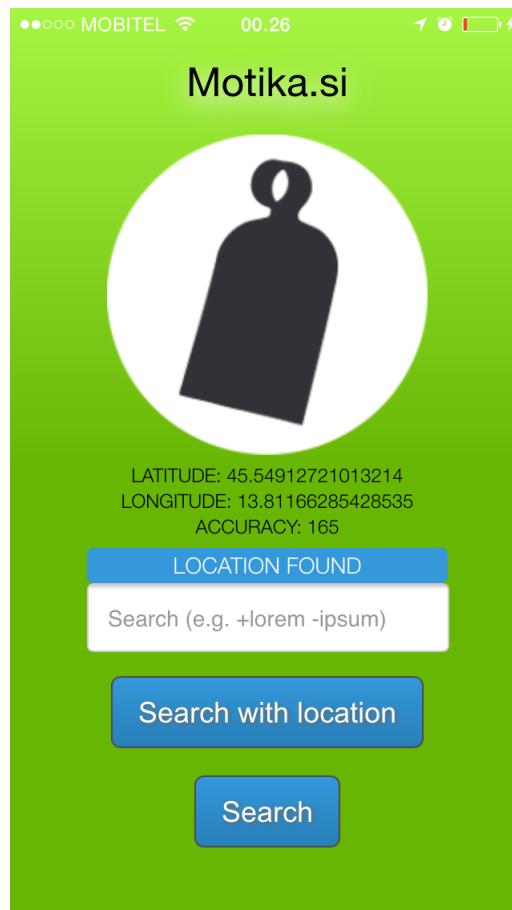 MOBITEL 00.26
Motika.si
LATITUDE: 45.54912721013214
LONGITUDE: 13.81166285428535
ACCURACY: 165
LOCATION FOUND
Search (e.g. +lorem -ipsum)
Search with location
Search